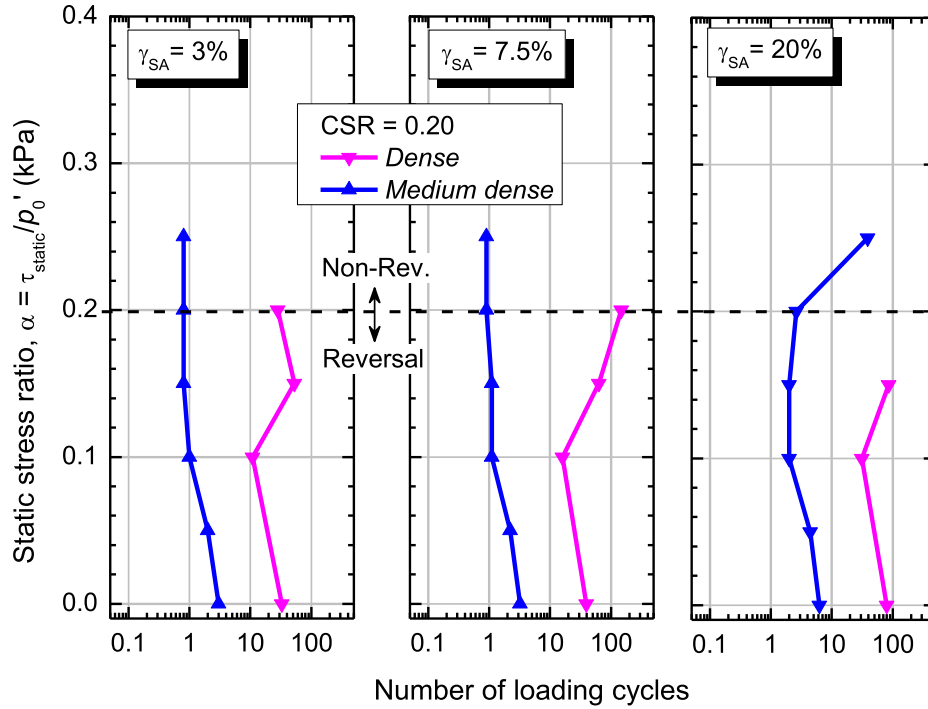 γSA= 3%
γSA= 7.5%
γSA= 20%
CSR = 0.20
Dense
Medium dense
Non-Rev.
Reversal
Static stress ratio, α = τstatic/p0' (kPa)
0.4
0.3
0.2
0.1
0.0
0.1 1 10 100
0.1 1 10 100
0.1 1 10 100
Number of loading cycles